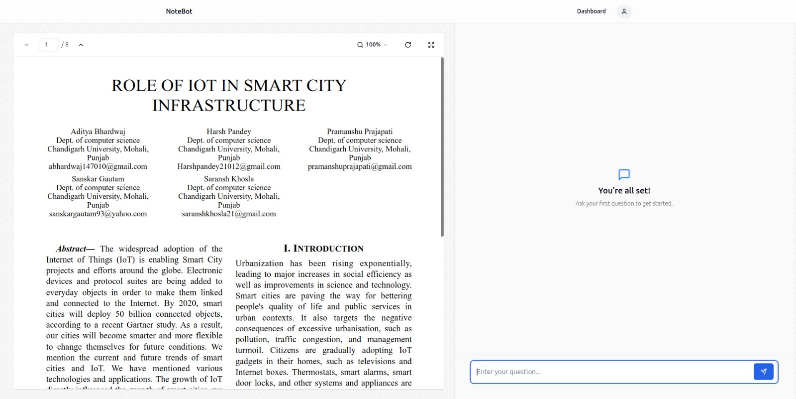 NoteBot
Dashboard
1 / 8
100%
ROLE OF IOT IN SMART CITY
INFRASTRUCTURE
Aditya Bhardwaj
Dept. of computer science
Chandigarh University, Mohali,
Punjab
abhardwaj147010@gmail.com
Harsh Pandey
Dept. of computer science
Chandigarh University, Mohali,
Punjab
Harshpandey21012@gmail.com
Pramanshu Prajapati
Dept. of computer science
Chandigarh University, Mohali,
Punjab
pramanshuprajapati@gmail.com
Sanskar Gautam
Dept. of computer science
Chandigarh University, Mohali,
Punjab
sanskargautam93@yahoo.com
Saransh Khosla
Dept. of computer science
Chandigarh University, Mohali,
Punjab
saranshkhosla21@gmail.com
Abstract— The widespread adoption of the
Internet of Things (IoT) is enabling Smart City
projects and efforts around the globe. Electronic
devices and protocol suites are being added to
everyday objects in order to make them linked
and connected to the Internet. By 2020, smart
cities will deploy 50 billion connected objects,
according to a recent Gartner study. As a result,
our cities will become smarter and more flexible
to change themselves for future conditions. We
mention the current and future trends of smart
cities and IoT. We have mentioned various
technologies and applications. The growth of IoT
I. INTRODUCTION
Urbanization has been rising exponentially,
leading to major increases in social efficiency as
well as improvements in science and technology.
Smart cities are paving the way for bettering
people's quality of life and public services in
urban contexts. It also targets the negative
consequences of excessive urbanisation, such as
pollution, traffic congestion, and management
turmoil. Citizens are gradually adopting IoT
gadgets in their homes, such as televisions and
Internet boxes. Thermostats, smart alarms, smart
door locks, and other systems and appliances are
You're all set!
Ask your first question to get started.
Enter your question...